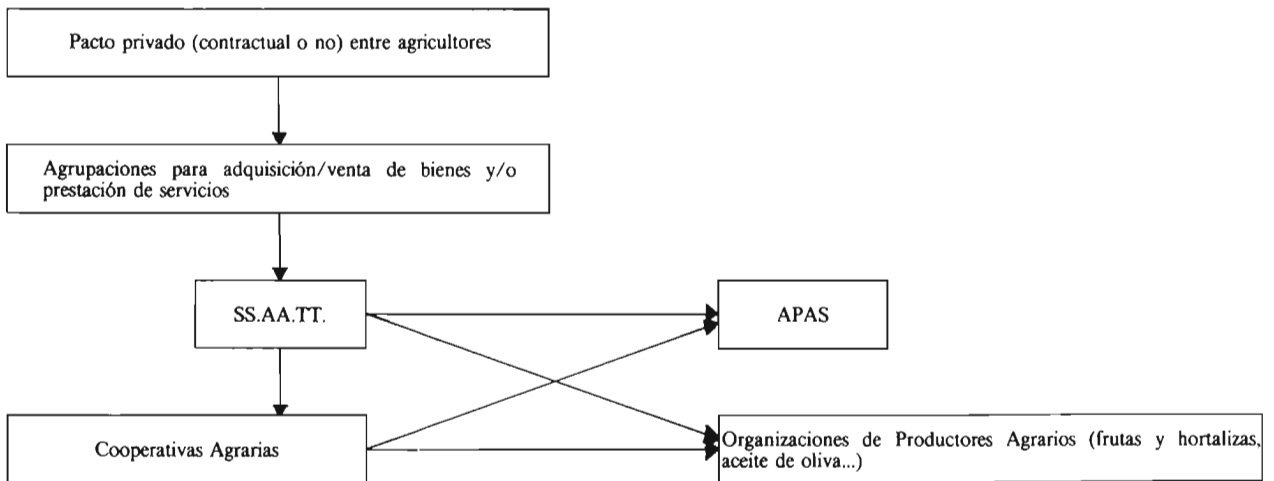 Pacto privado (contractual o no) entre agricultores
Agrupaciones para adquisición/venta de bienes y/o
prestación de servicios
SS.AA.TT.
APAS
Cooperativas Agrarias
Organizaciones de Productores Agrarios (frutas y hortalizas,
aceite de oliva...)